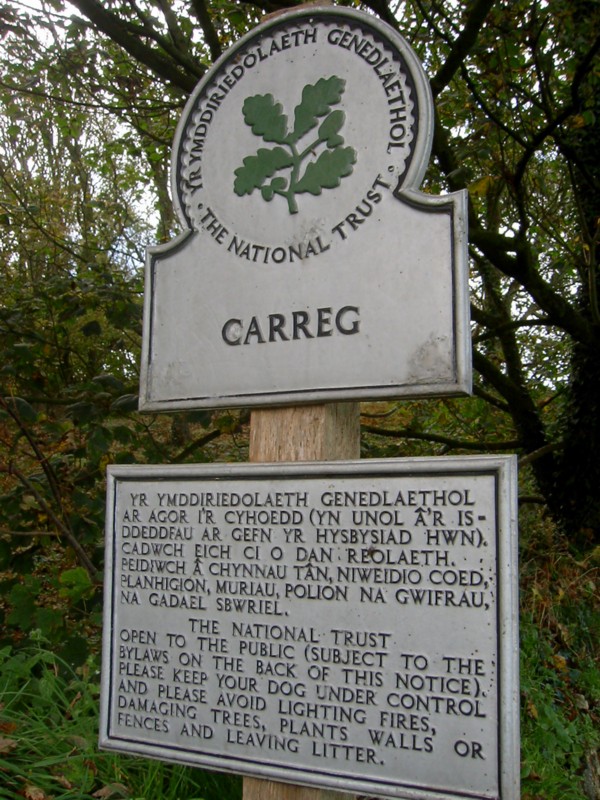 YR YMDDIRIEDOLAETH GENEDLAETHOL
• THE NATIONAL TRUST •
CARREG
YR YMDDIRIEDOLAETH GENEDLAETHOL
AR AGOR I'R CYHOEDD (YN UNOL Â'R IS-
DDEDDFAU AR GEFN YR HYSBYSIAD HWN).
CADWCH EICH CI O DAN REOLAETH.
PEIDIWCH Â CHYNNAU TÂN, NIWEIDIO COED,
PLANHIGION, MURIAU, POLION NA GWIFRAU,
NA GADAEL SBWRIEL.
THE NATIONAL TRUST
OPEN TO THE PUBLIC (SUBJECT TO THE
BYLAWS ON THE BACK OF THIS NOTICE).
PLEASE KEEP YOUR DOG UNDER CONTROL
AND PLEASE AVOID LIGHTING FIRES,
DAMAGING TREES, PLANTS WALLS OR
FENCES AND LEAVING LITTER.